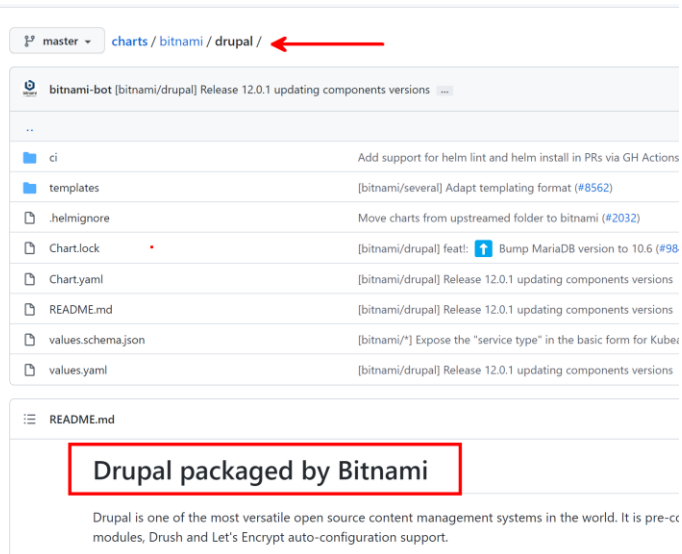 master charts / bitnami / drupal /
bitnami-bot [bitnami/drupal] Release 12.0.1 updating components versions ...
..
ci Add support for helm lint and helm install in PRs via GH Actions
templates [bitnami/several] Adapt templating format (#8562)
.helmignore Move charts from upstreamed folder to bitnami (#2032)
Chart.lock [bitnami/drupal] feat!: Bump MariaDB version to 10.6 (#98
Chart.yaml [bitnami/drupal] Release 12.0.1 updating components versions
README.md [bitnami/drupal] Release 12.0.1 updating components versions
values.schema.json [bitnami/*] Expose the "service type" in the basic form for Kubea
values.yaml [bitnami/drupal] Release 12.0.1 updating components versions
README.md
Drupal packaged by Bitnami
Drupal is one of the most versatile open source content management systems in the world. It is pre-co
modules, Drush and Let's Encrypt auto-configuration support.